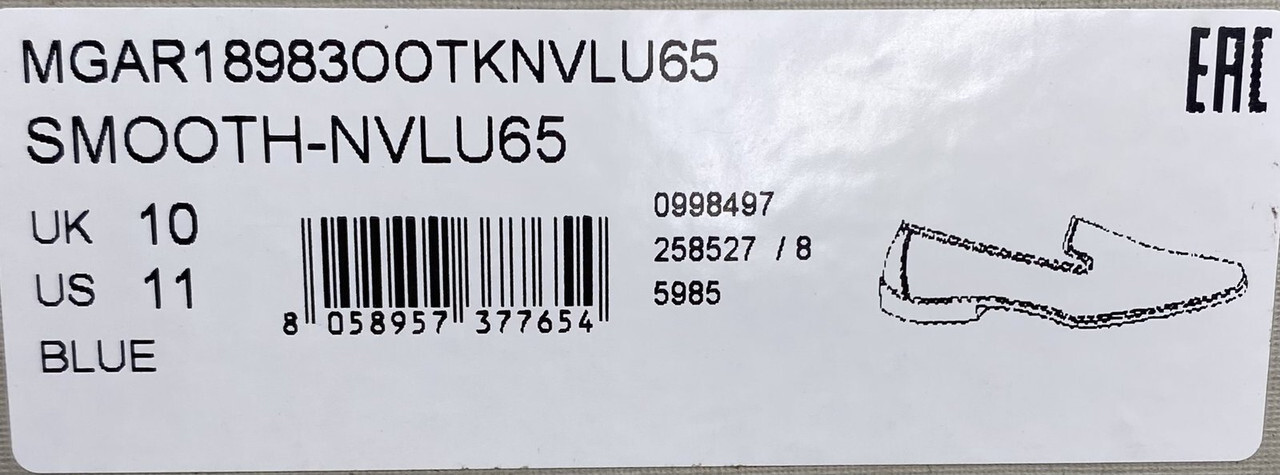 MGAR189830OTKNVLU65
SMOOTH-NVLU65
EAC
UK 10
US 11
BLUE
8 058957 377654
0998497
258527 / 8
5985